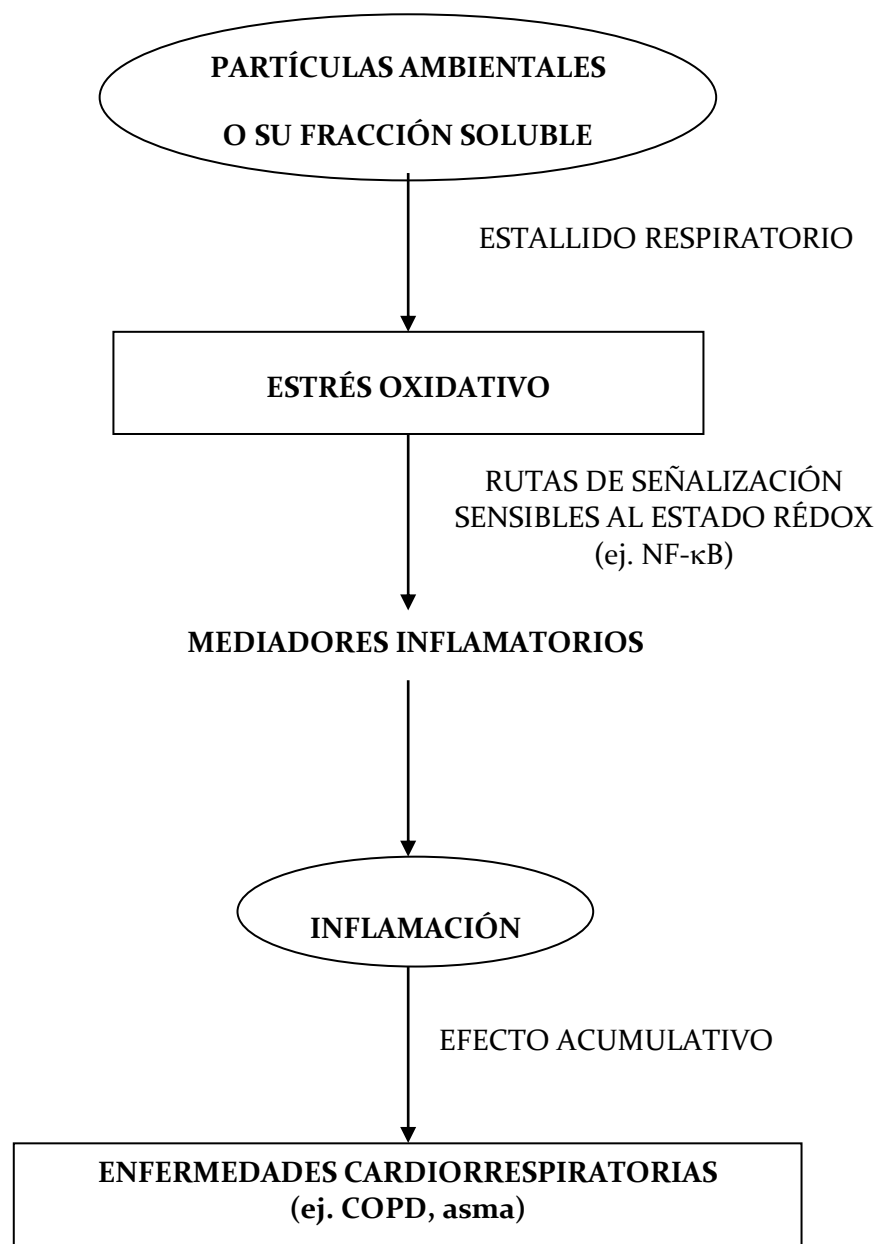 PARTÍCULAS AMBIENTALES
O SU FRACCIÓN SOLUBLE
ESTALLIDO RESPIRATORIO
ESTRÉS OXIDATIVO
RUTAS DE SEÑALIZACIÓN
SENSIBLES AL ESTADO RÉDOX
(ej. NF-κB)
MEDIADORES INFLAMATORIOS
INFLAMACIÓN
EFECTO ACUMULATIVO
ENFERMEDADES CARDIORRESPIRATORIAS
(ej. COPD, asma)